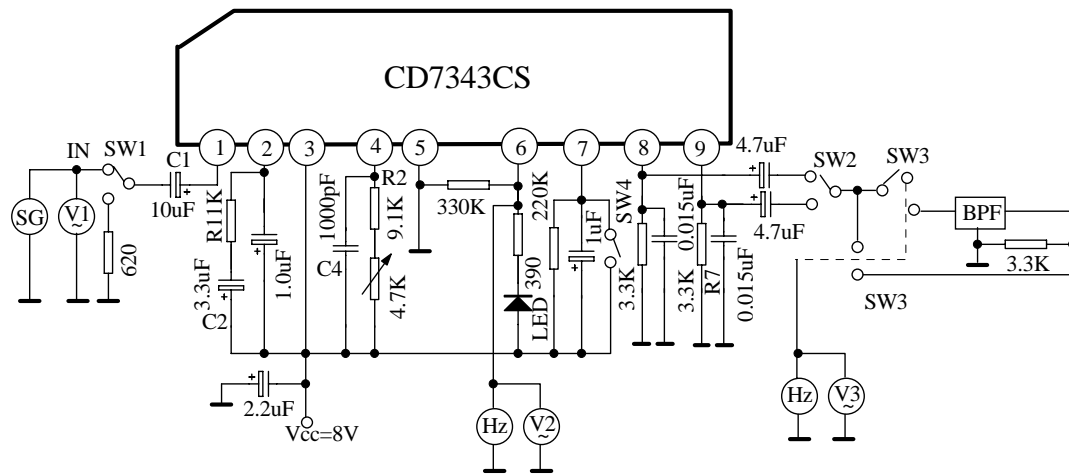 CD7343CS
1 2 3 4 5 6 7 8 9
IN
SW1
C1
10uF
SG
V1
~
620
R11K
3.3uF
C2
1.0uF
2.2uF
Vcc=8V
1000pF
C4
R2
9.1K
4.7K
330K
390
LED
Hz
V2
~
220K
1uF
SW4
3.3K
0.015uF
3.3K
R7
0.015uF
4.7uF
4.7uF
SW2
SW3
SW3
BPF
3.3K
Hz
V3
~